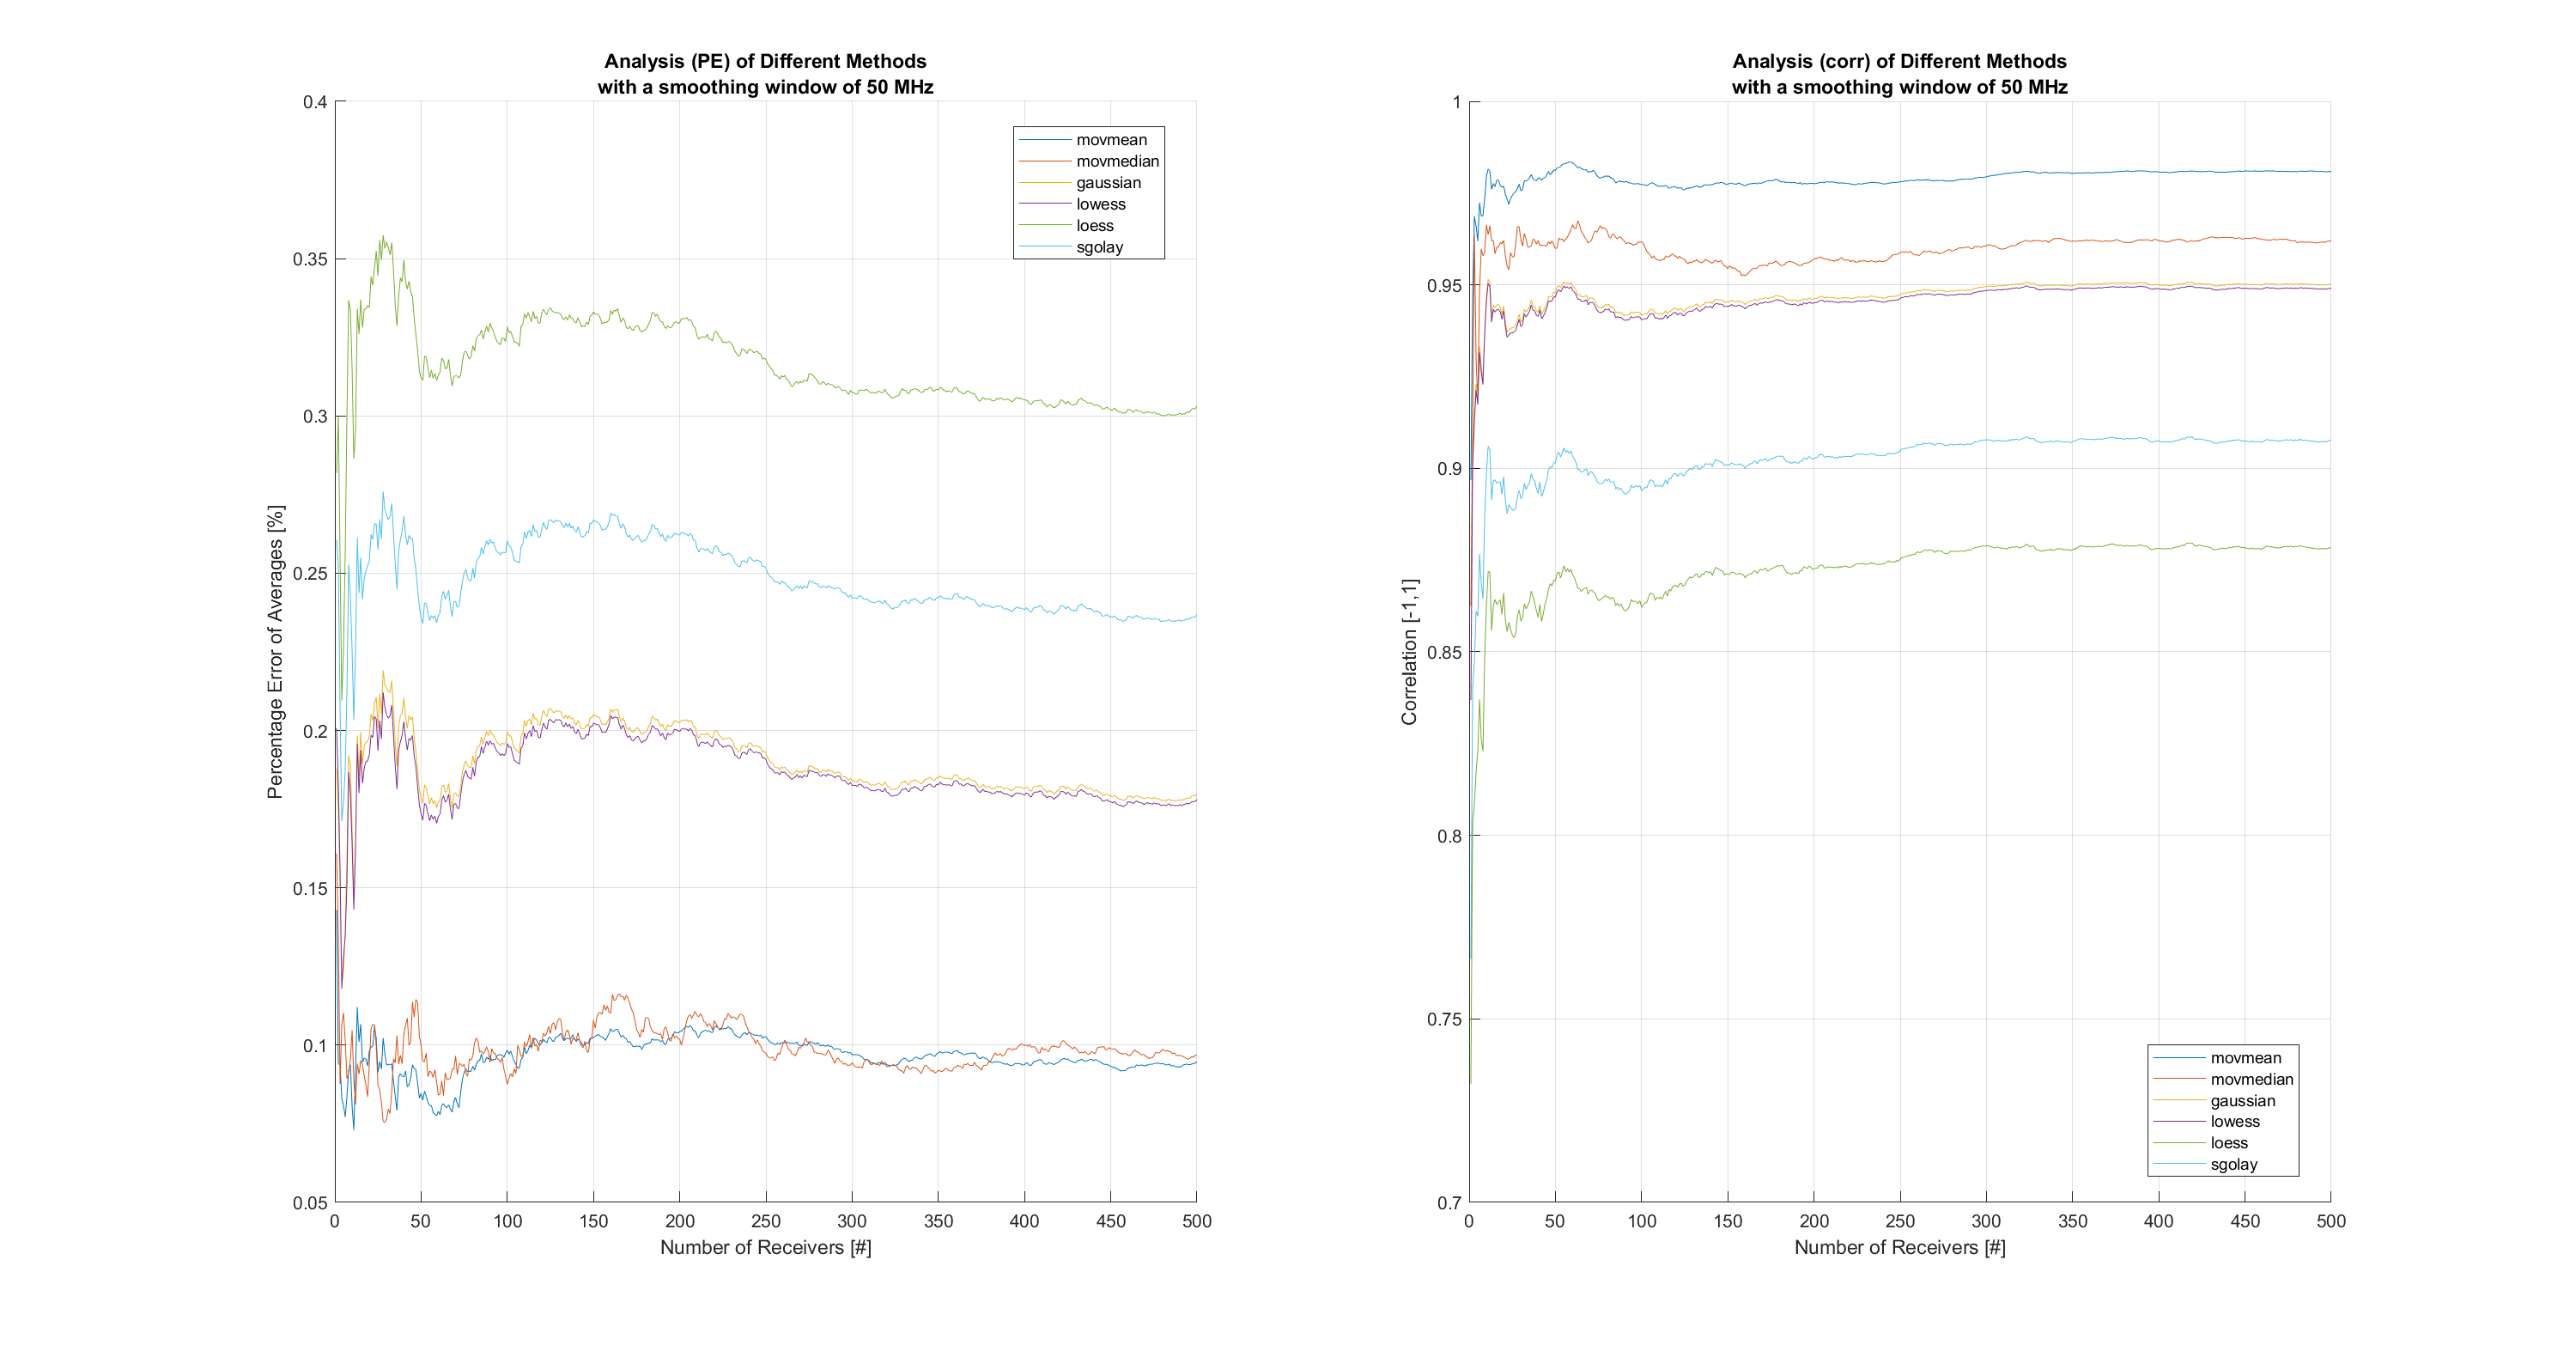 Analysis (PE) of Different Methods
with a smoothing window of 50 MHz
0.4
0.35
0.3
0.25
0.2
0.15
0.1
0.05
Percentage Error of Averages [%]
movmean
movmedian
gaussian
lowess
loess
sgolay
0 50 100 150 200 250 300 350 400 450 500
Number of Receivers [#]
Analysis (corr) of Different Methods
with a smoothing window of 50 MHz
1
0.95
0.9
0.85
0.8
0.75
0.7
Correlation [-1,1]
movmean
movmedian
gaussian
lowess
loess
sgolay
0 50 100 150 200 250 300 350 400 450 500
Number of Receivers [#]